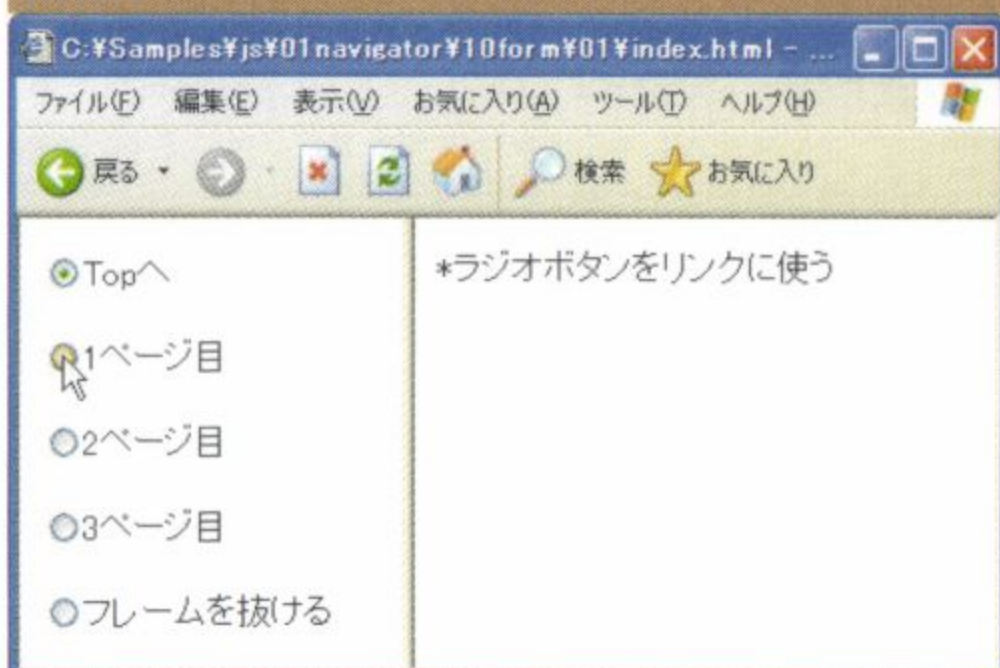 C:¥Samples¥js¥01navigator¥10form¥01¥index.html - ...
ファイル(F) 編集(E) 表示(V) お気に入り(A) ツール(T) ヘルプ(H)
戻る 検索 お気に入り
Topへ
1ページ目
2ページ目
3ページ目
フレームを抜ける
*ラジオボタンをリンクに使う